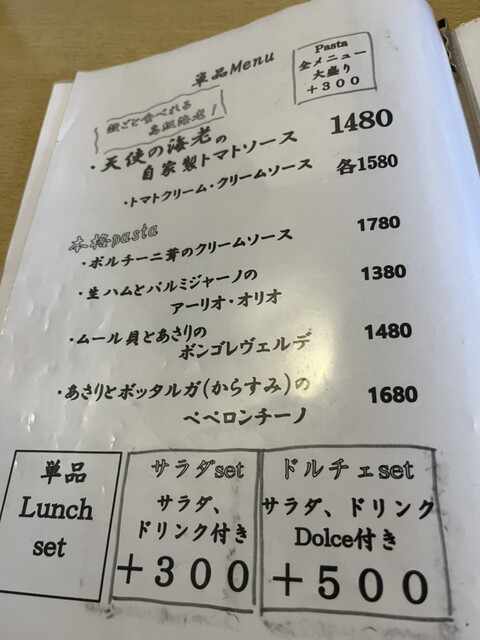 単品Menu
Pasta
全メニュー
大盛り
+300
頭ごと食べれる
高級海老!
・天使の海老の
自家製トマトソース 1480
・トマトクリーム・クリームソース 各1580
本格pasta
・ポルチーニ茸のクリームソース 1780
・生ハムとパルミジャーノの 1380
アーリオ・オリオ
・ムール貝とあさりの 1480
ボンゴレヴェルデ
・あさりとボッタルガ(からすみ)の 1680
ペペロンチーノ
単品
Lunch
set
サラダset
サラダ、
ドリンク付き
+300
ドルチェset
サラダ、ドリンク
Dolce付き
+500